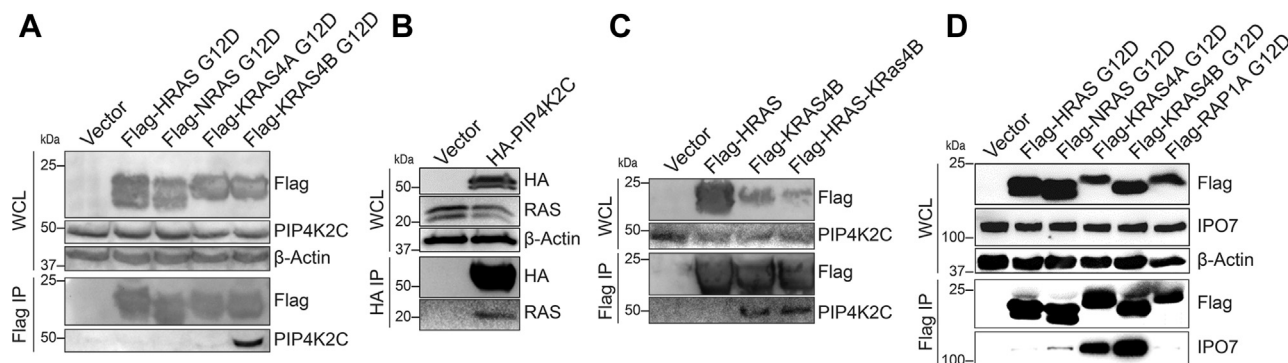 A
Vector
Flag-HRAS G12D
Flag-NRAS G12D
Flag-KRAS4A G12D
Flag-KRAS4B G12D
kDa
WCL
25
Flag
50
PIP4K2C
37
β-Actin
Flag IP
25
Flag
50
PIP4K2C
B
Vector
HA-PIP4K2C
kDa
WCL
50
HA
20
RAS
37
β-Actin
HA IP
50
HA
20
RAS
C
Vector
Flag-HRAS
Flag-KRAS4B
Flag-HRAS-KRas4B
kDa
WCL
25
Flag
50
PIP4K2C
Flag IP
25
Flag
50
PIP4K2C
D
Vector
Flag-HRAS G12D
Flag-NRAS G12D
Flag-KRAS4A G12D
Flag-KRAS4B G12D
Flag-RAP1A G12D
kDa
WCL
25
Flag
100
IPO7
37
β-Actin
Flag IP
25
Flag
100
IPO7